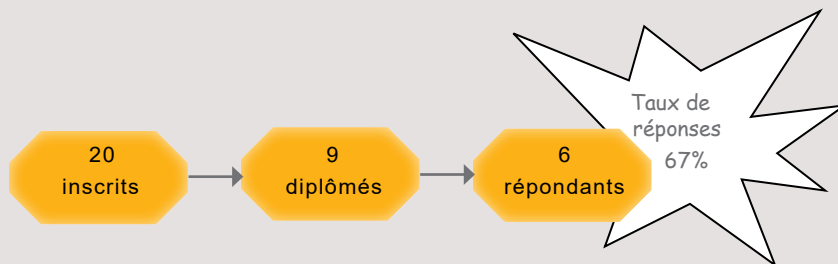 20
inscrits
9
diplômés
6
répondants
Taux de
réponses
67%